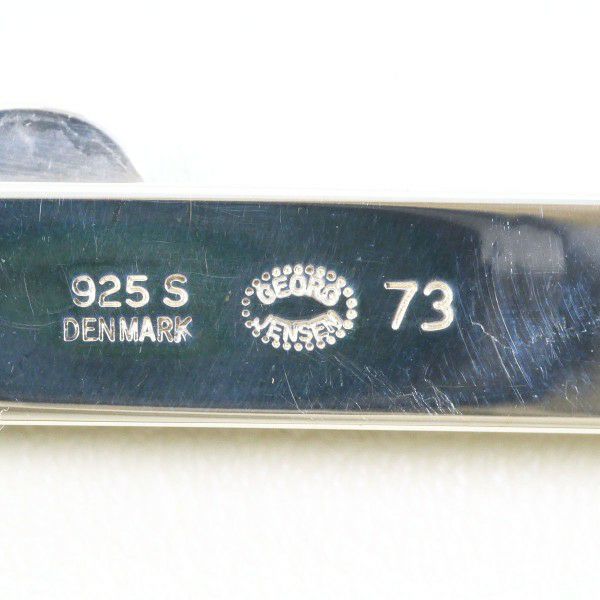 925 S
DENMARK
GEORG
JENSEN
73